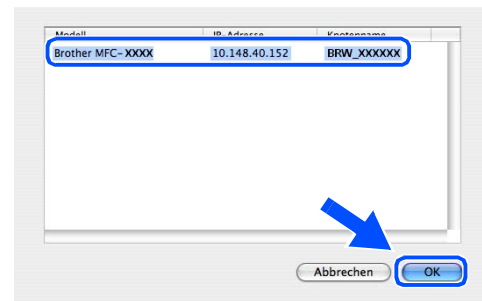 Modell IP-Adresse Knotenname
Brother MFC-XXXX 10.148.40.152 BRW_XXXXXX
Abbrechen OK